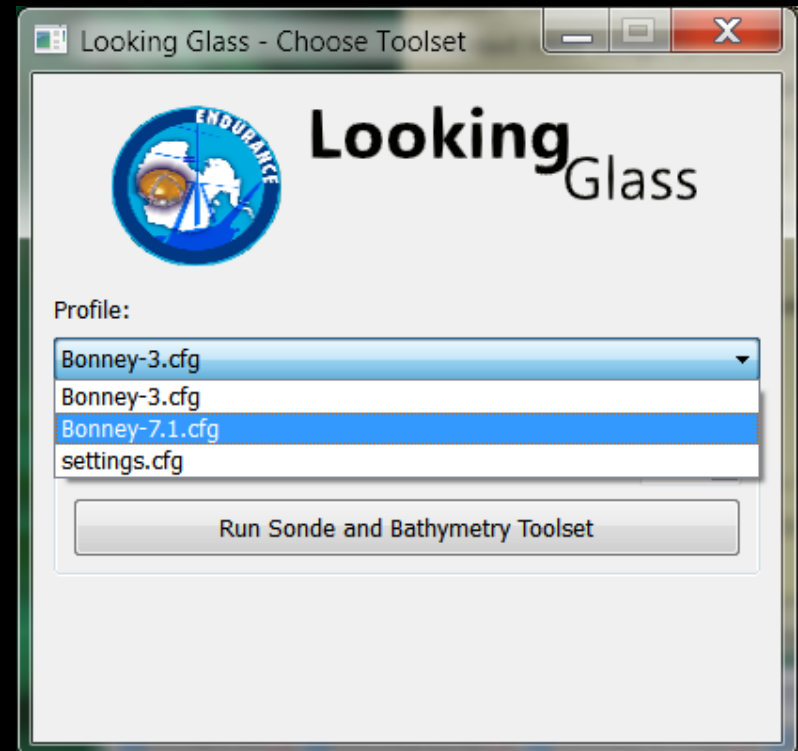 Looking Glass - Choose Toolset
ENDURANCE
Looking
Glass
Profile:
Bonney-3.cfg
Bonney-3.cfg
Bonney-7.1.cfg
settings.cfg
Run Sonde and Bathymetry Toolset